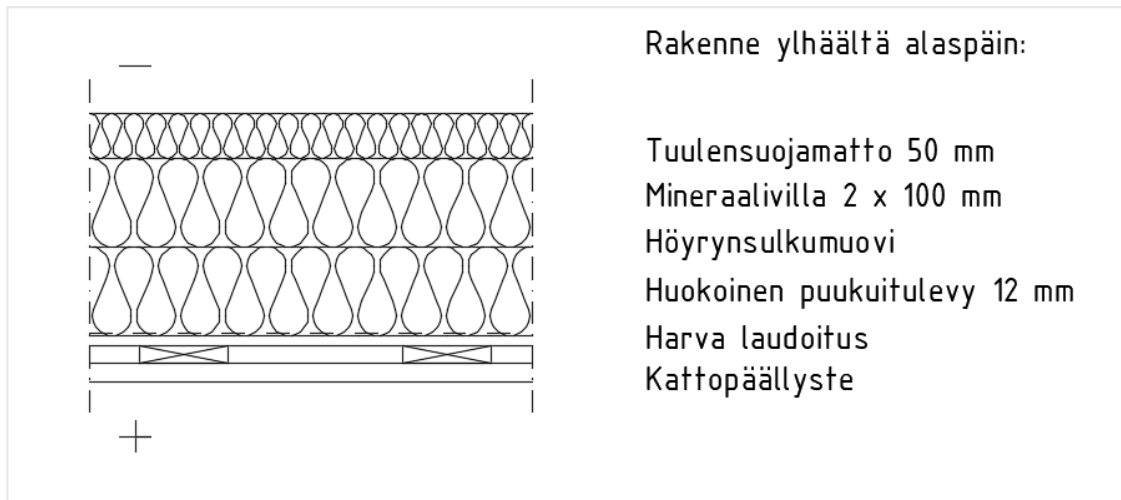 Rakenne ylhäältä alaspäin:
Tuulensuojamatto 50 mm
Mineraalivilla 2 x 100 mm
Höyrynsulkumuovi
Huokoinen puukuitulevy 12 mm
Harva laudoitus
Kattopäällyste